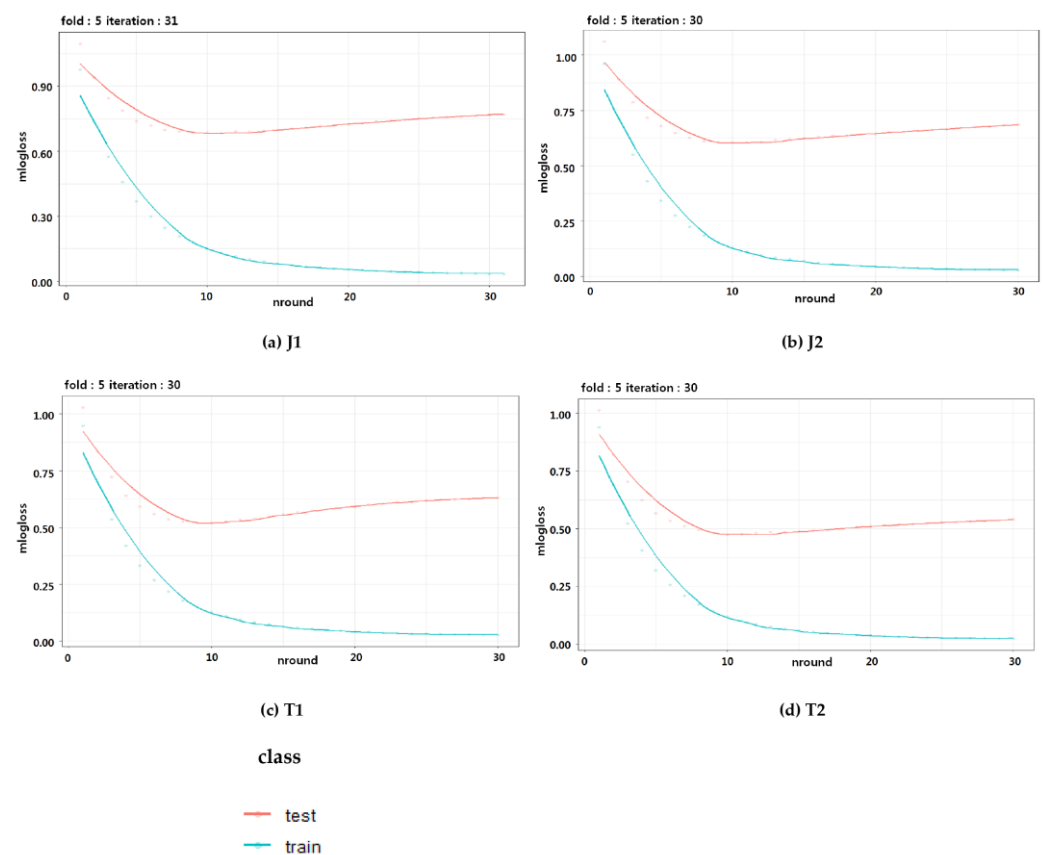 fold : 5 iteration : 31
mlogloss
0.90
0.60
0.30
0.00
0 10 20 30
nround
(a) J1
fold : 5 iteration : 30
mlogloss
1.00
0.75
0.50
0.25
0.00
0 10 20 30
nround
(b) J2
fold : 5 iteration : 30
mlogloss
1.00
0.75
0.50
0.25
0.00
0 10 20 30
nround
(c) T1
fold : 5 iteration : 30
mlogloss
1.00
0.75
0.50
0.25
0.00
0 10 20 30
nround
(d) T2
class
test
train